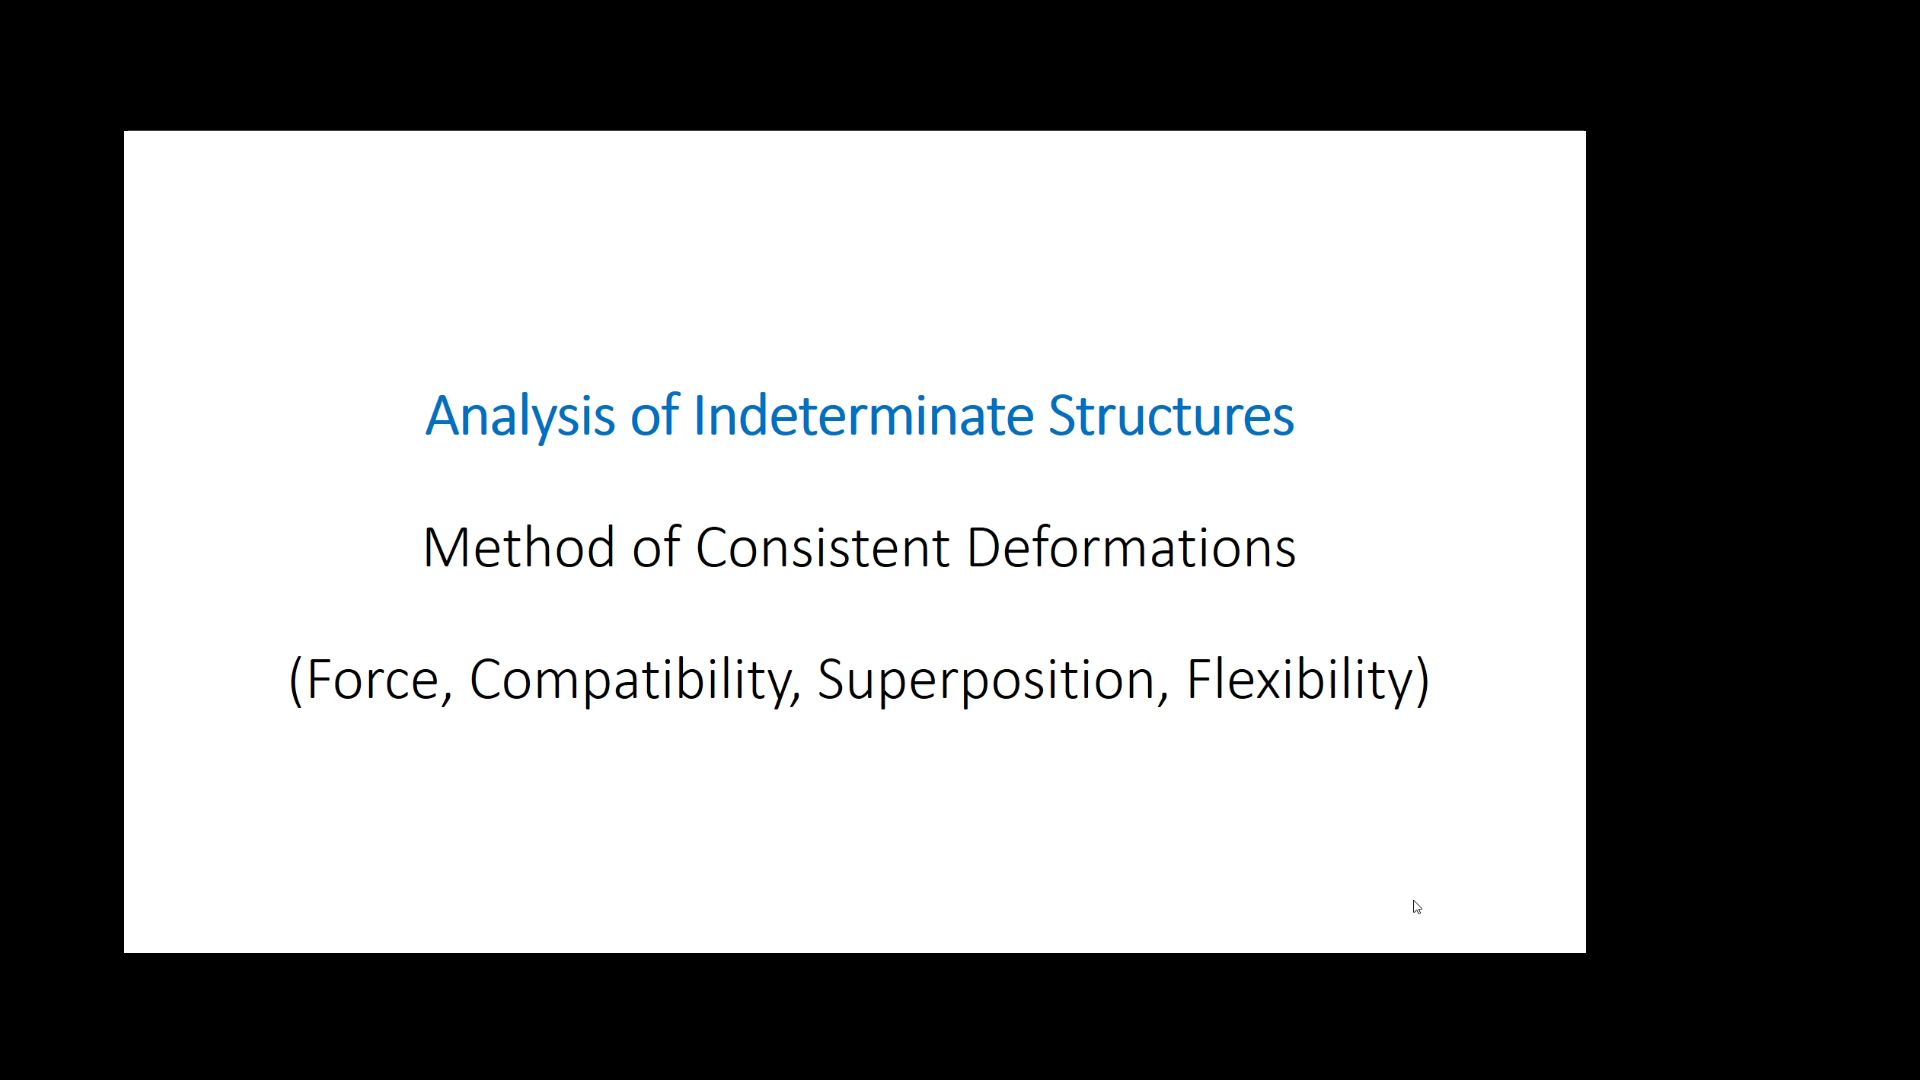 Analysis of Indeterminate Structures
Method of Consistent Deformations
(Force, Compatibility, Superposition, Flexibility)